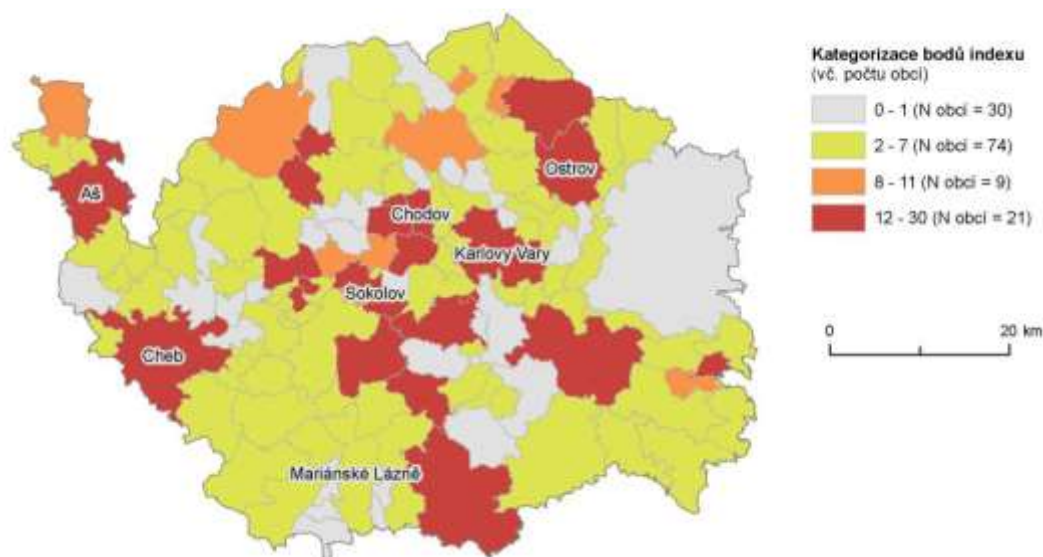 Kategorizace bodů indexu
(vč. počtu obcí)
0 - 1 (N obcí = 30)
2 - 7 (N obcí = 74)
8 - 11 (N obcí = 9)
12 - 30 (N obcí = 21)
0 20 km
Ostrov
Aš
Chodov
Karlovy Vary
Sokolov
Cheb
Mariánské Lázně